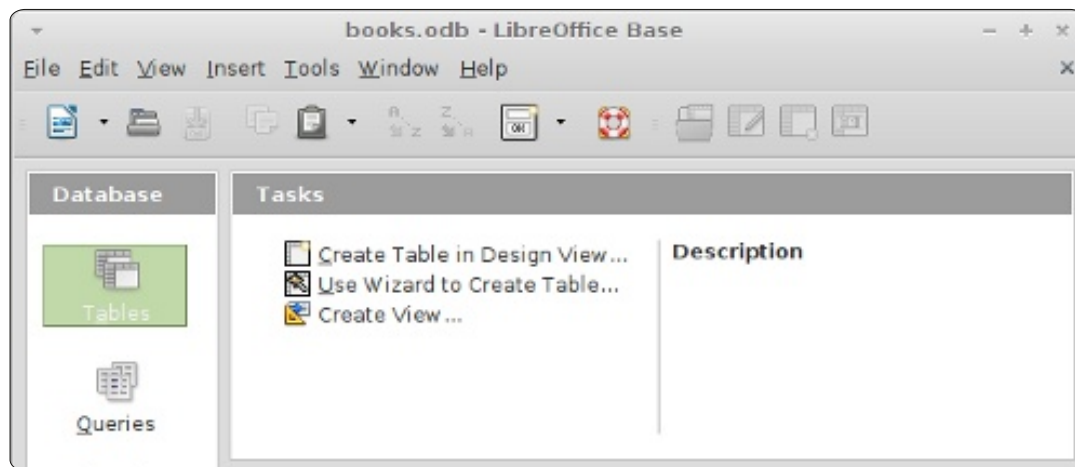 books.odb - LibreOffice Base
File Edit View Insert Tools Window Help
Database
Tasks
Tables
Queries
Create Table in Design View...
Use Wizard to Create Table...
Create View...
Description